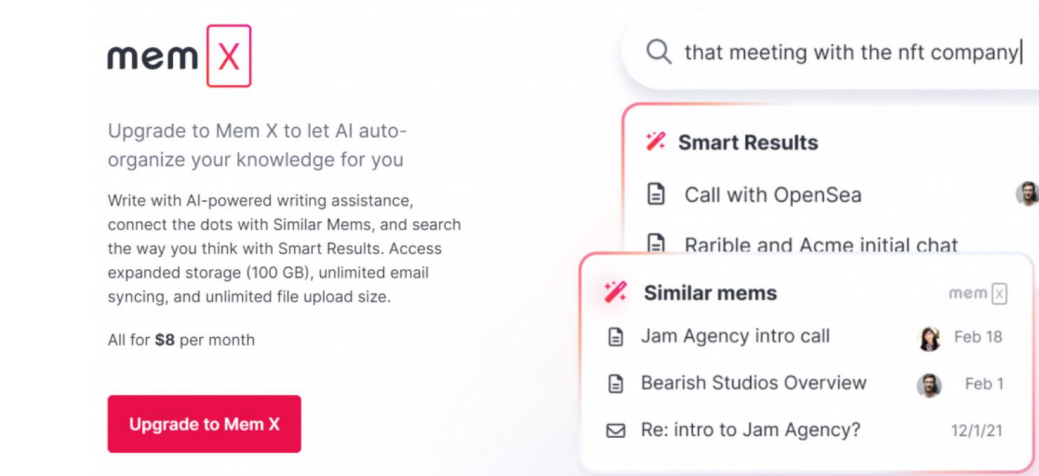 mem X
Upgrade to Mem X to let AI auto-
organize your knowledge for you
Write with AI-powered writing assistance,
connect the dots with Similar Mems, and search
the way you think with Smart Results. Access
expanded storage (100 GB), unlimited email
syncing, and unlimited file upload size.
All for $8 per month
Upgrade to Mem X
that meeting with the nft company
Smart Results
Call with OpenSea
Rarible and Acme initial chat
Similar mems mem X
Jam Agency intro call Feb 18
Bearish Studios Overview Feb 1
Re: intro to Jam Agency? 12/1/21